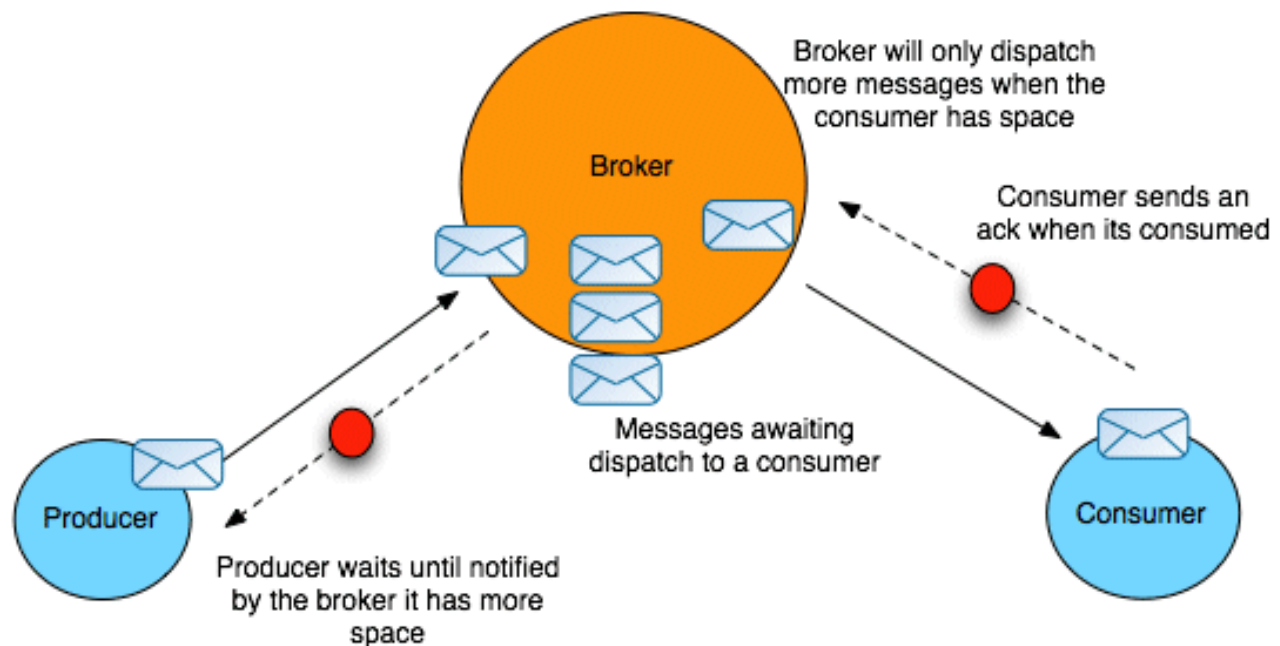 Broker will only dispatch
more messages when the
consumer has space
Broker
Consumer sends an
ack when its consumed
Messages awaiting
dispatch to a consumer
Producer
Consumer
Producer waits until notified
by the broker it has more
space